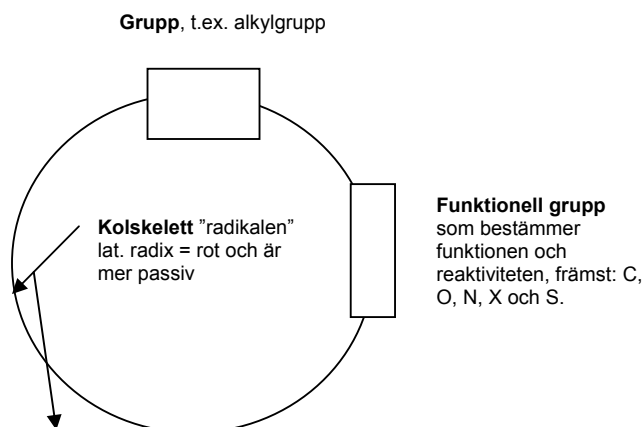 Grupp, t.ex. alkylgrupp
Kolskelett ”radikalen”
lat. radix = rot och är
mer passiv
Funktionell grupp
som bestämmer
funktionen och
reaktiviteten, främst: C,
O, N, X och S.